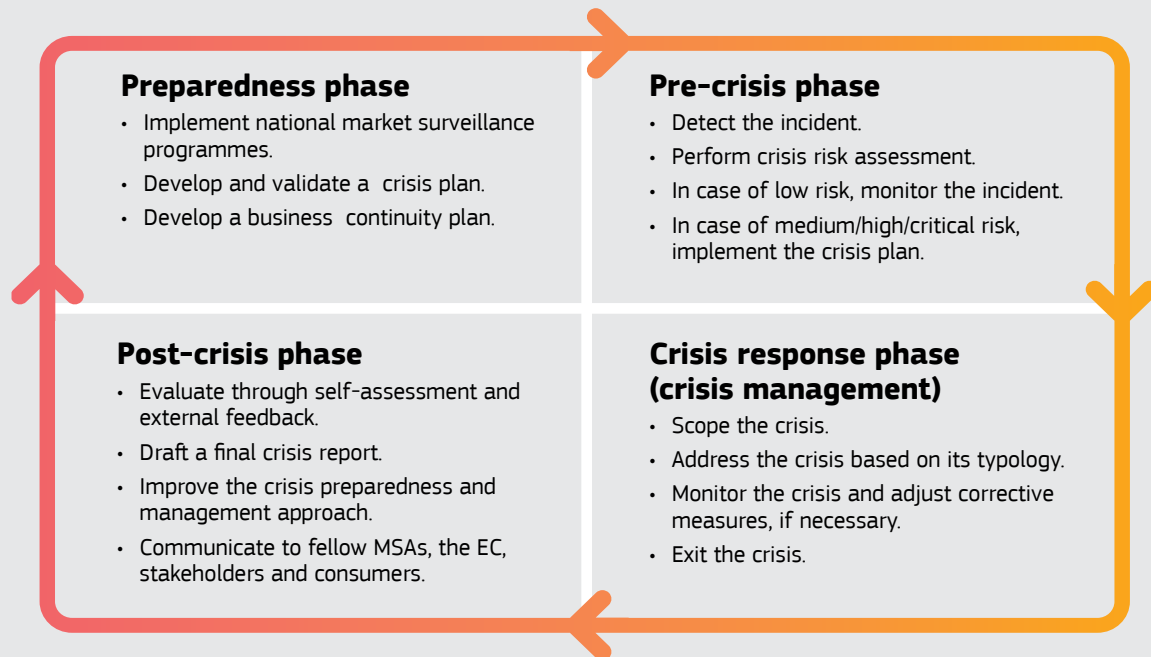 Preparedness phase
• Implement national market surveillance
programmes.
• Develop and validate a crisis plan.
• Develop a business continuity plan.
Pre-crisis phase
• Detect the incident.
• Perform crisis risk assessment.
• In case of low risk, monitor the incident.
• In case of medium/high/critical risk,
implement the crisis plan.
Post-crisis phase
• Evaluate through self-assessment and
external feedback.
• Draft a final crisis report.
• Improve the crisis preparedness and
management approach.
• Communicate to fellow MSAs, the EC,
stakeholders and consumers.
Crisis response phase
(crisis management)
• Scope the crisis.
• Address the crisis based on its typology.
• Monitor the crisis and adjust corrective
measures, if necessary.
• Exit the crisis.